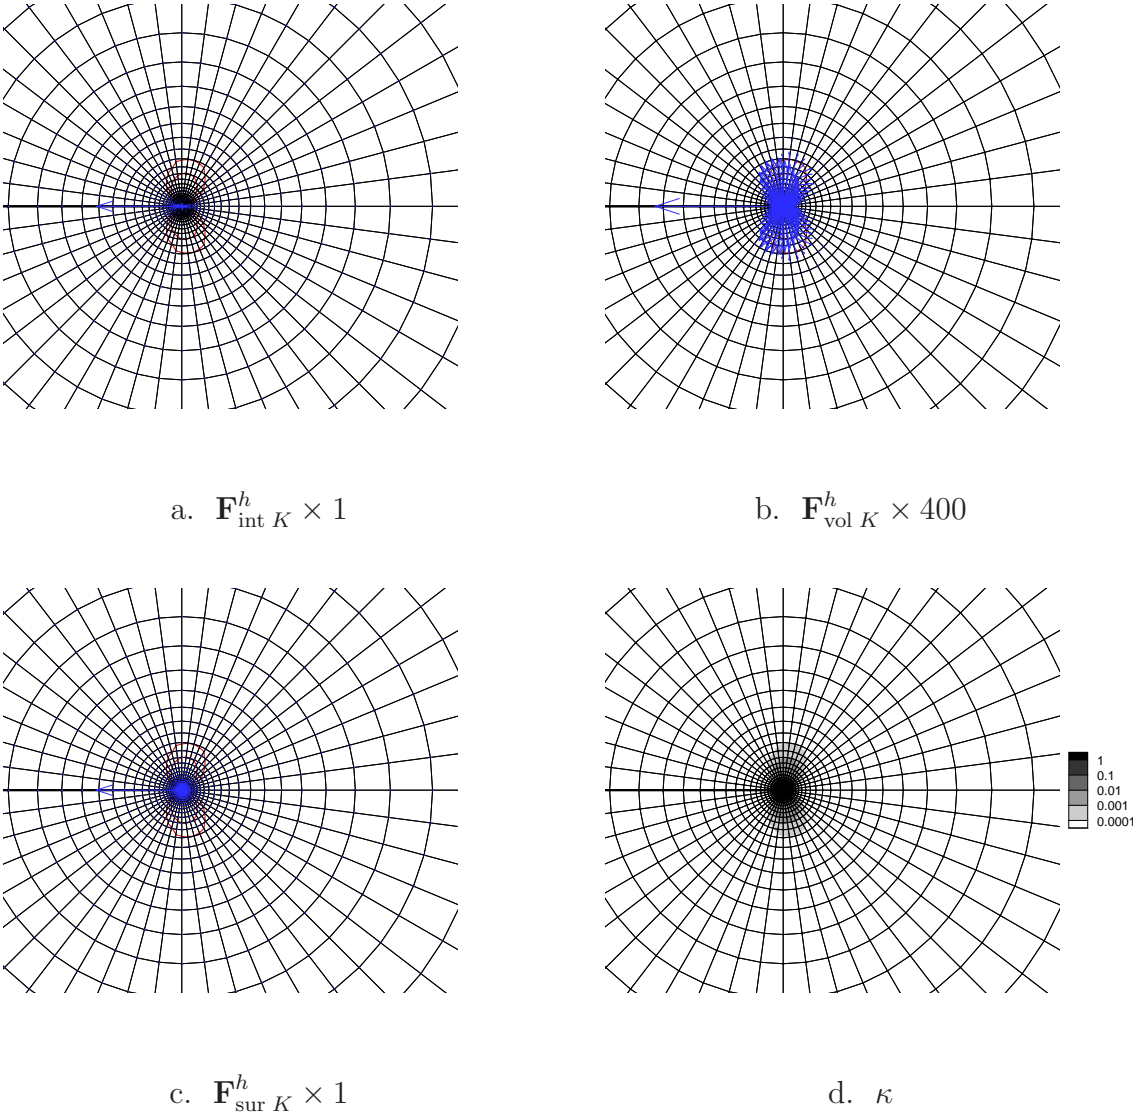 a. F^h_int K × 1
b. F^h_vol K × 400
1
0.1
0.01
0.001
0.0001
c. F^h_sur K × 1
d. κ